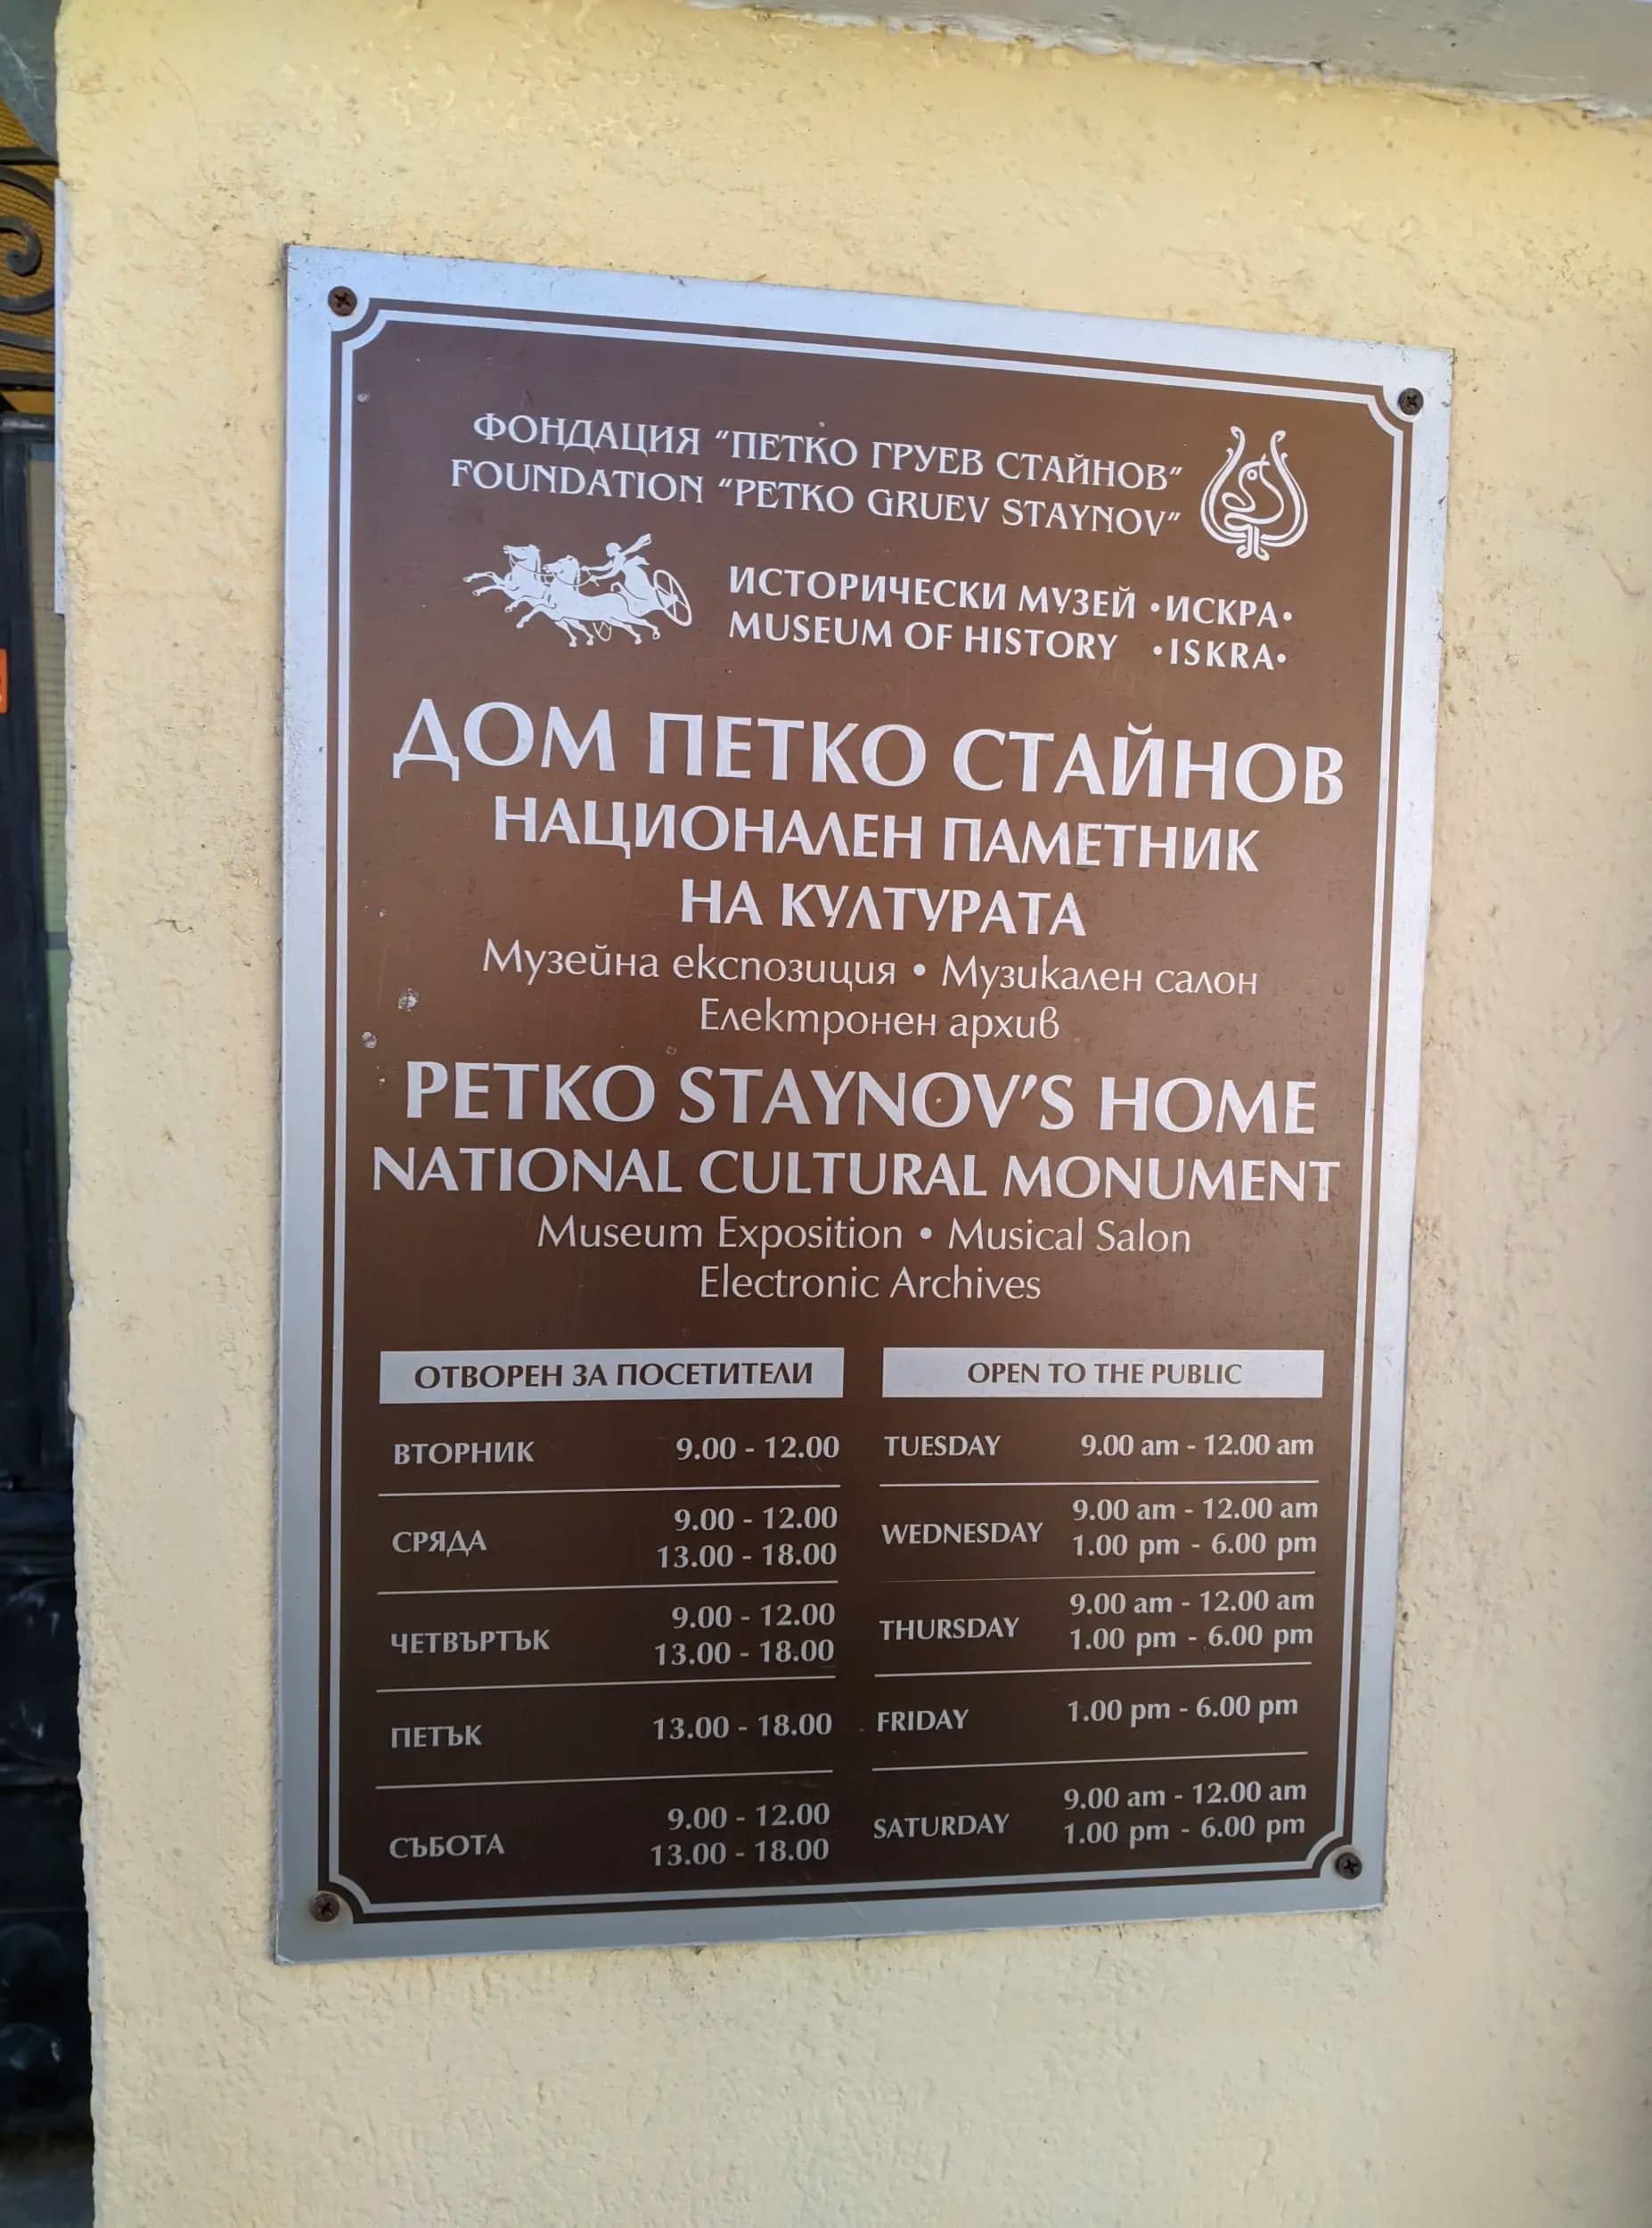 ФОНДАЦИЯ "ПЕТКО ГРУЕВ СТАЙНОВ"
FOUNDATION "PETKO GRUEV STAYNOV"
ИСТОРИЧЕСКИ МУЗЕЙ •ИСКРА•
MUSEUM OF HISTORY •ISKRA•
ДОМ ПЕТКО СТАЙНОВ
НАЦИОНАЛЕН ПАМЕТНИК
НА КУЛТУРАТА
Музейна експозиция • Музикален салон
Електронен архив
PETKO STAYNOV'S HOME
NATIONAL CULTURAL MONUMENT
Museum Exposition • Musical Salon
Electronic Archives
ОТВОРЕН ЗА ПОСЕТИТЕЛИ
ВТОРНИК 9.00 - 12.00
СРЯДА 9.00 - 12.00
13.00 - 18.00
ЧЕТВЪРТЪК 9.00 - 12.00
13.00 - 18.00
ПЕТЪК 13.00 - 18.00
СЪБОТА 9.00 - 12.00
13.00 - 18.00
OPEN TO THE PUBLIC
TUESDAY 9.00 am - 12.00 am
WEDNESDAY 9.00 am - 12.00 am
1.00 pm - 6.00 pm
THURSDAY 9.00 am - 12.00 am
1.00 pm - 6.00 pm
FRIDAY 1.00 pm - 6.00 pm
SATURDAY 9.00 am - 12.00 am
1.00 pm - 6.00 pm